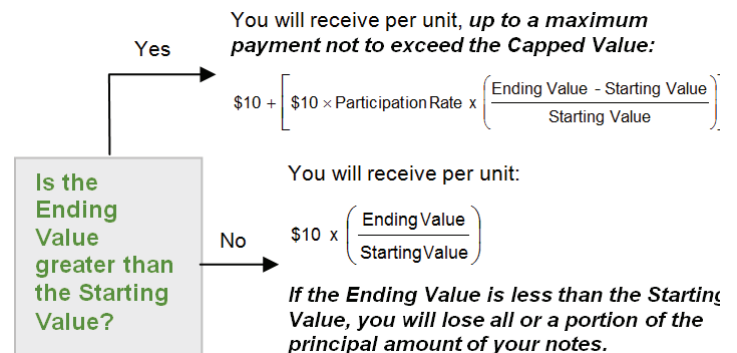 Yes
You will receive per unit, up to a maximum
payment not to exceed the Capped Value:
$10 + [ $10 × Participation Rate x ( Ending Value - Starting Value
Starting Value ) ]
Is the
Ending
Value
greater than
the Starting
Value?
No
You will receive per unit:
$10 x ( Ending Value
Starting Value )
If the Ending Value is less than the Starting
Value, you will lose all or a portion of the
principal amount of your notes.